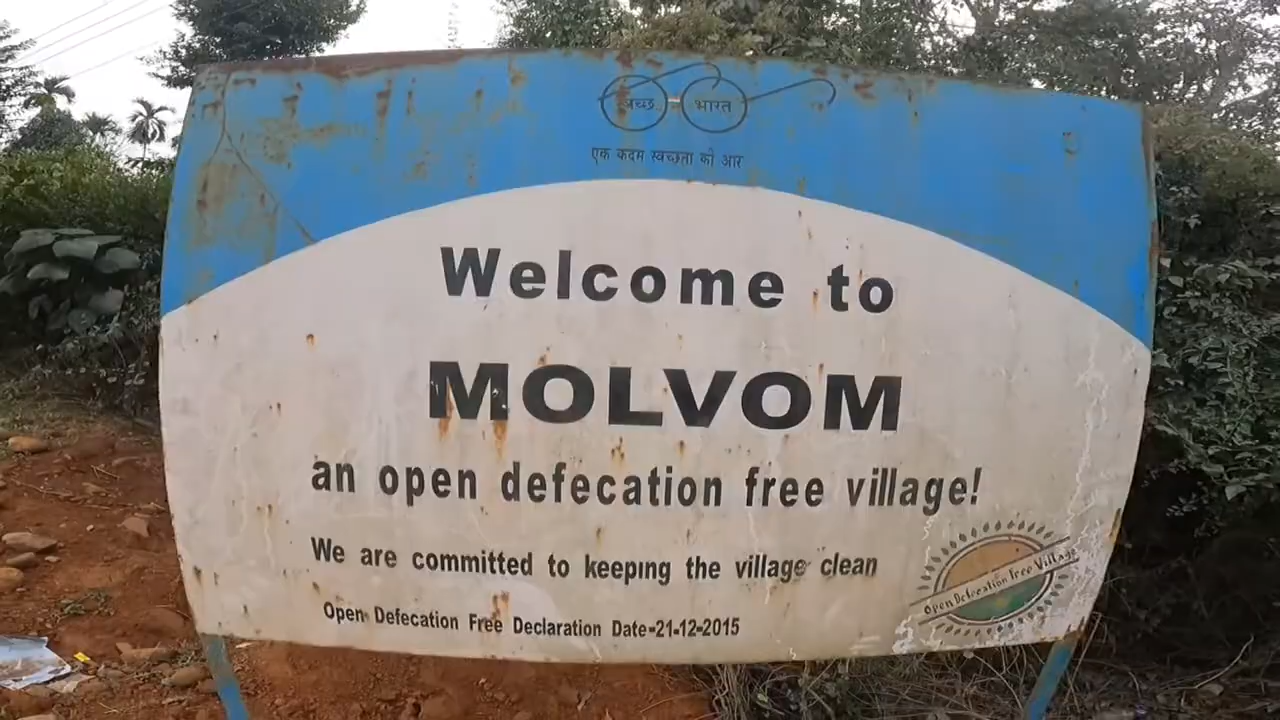 स्वच्छ भारत
एक कदम स्वच्छता की ओर
Welcome to
MOLVOM
an open defecation free village!
We are committed to keeping the village clean
Open Defecation Free Declaration Date-21-12-2015
Open Defecation Free Village